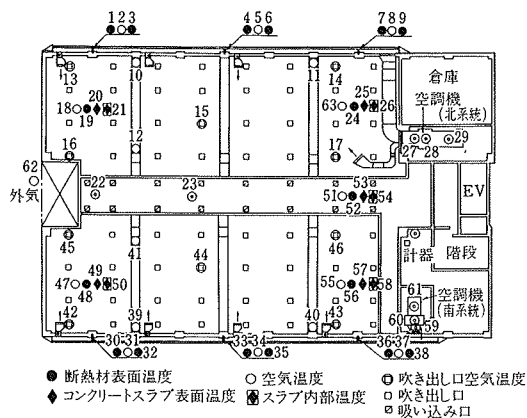 1 2 3
4 5 6
7 8 9
13
10
11
14
倉庫
20
18
19
21
15
25
63
24
26
空調機
(北系統)
29
27 28
16
12
17
62
外気
22
23
53
51
52
54
EV
45
41
44
46
計器
階段
49
47
48
50
57
55
56
58
61
空調機
(南系統)
60
59
42
39
40
43
30 31
32
33 34
35
36 37
38
断熱材表面温度
空気温度
吹き出し口空気温度
コンクリートスラブ表面温度
スラブ内部温度
吹き出し口
吸い込み口